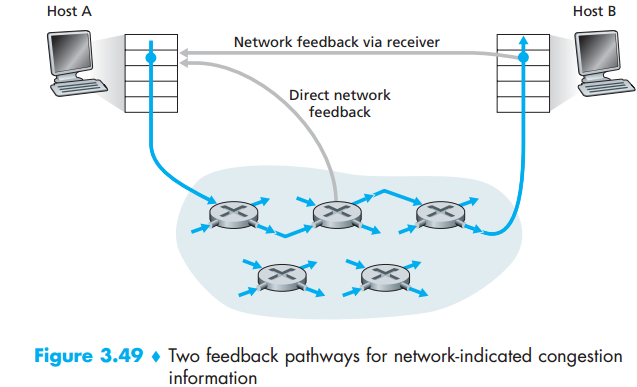 Host A
Host B
Network feedback via receiver
Direct network
feedback
Figure 3.49 ♦ Two feedback pathways for network-indicated congestion
information